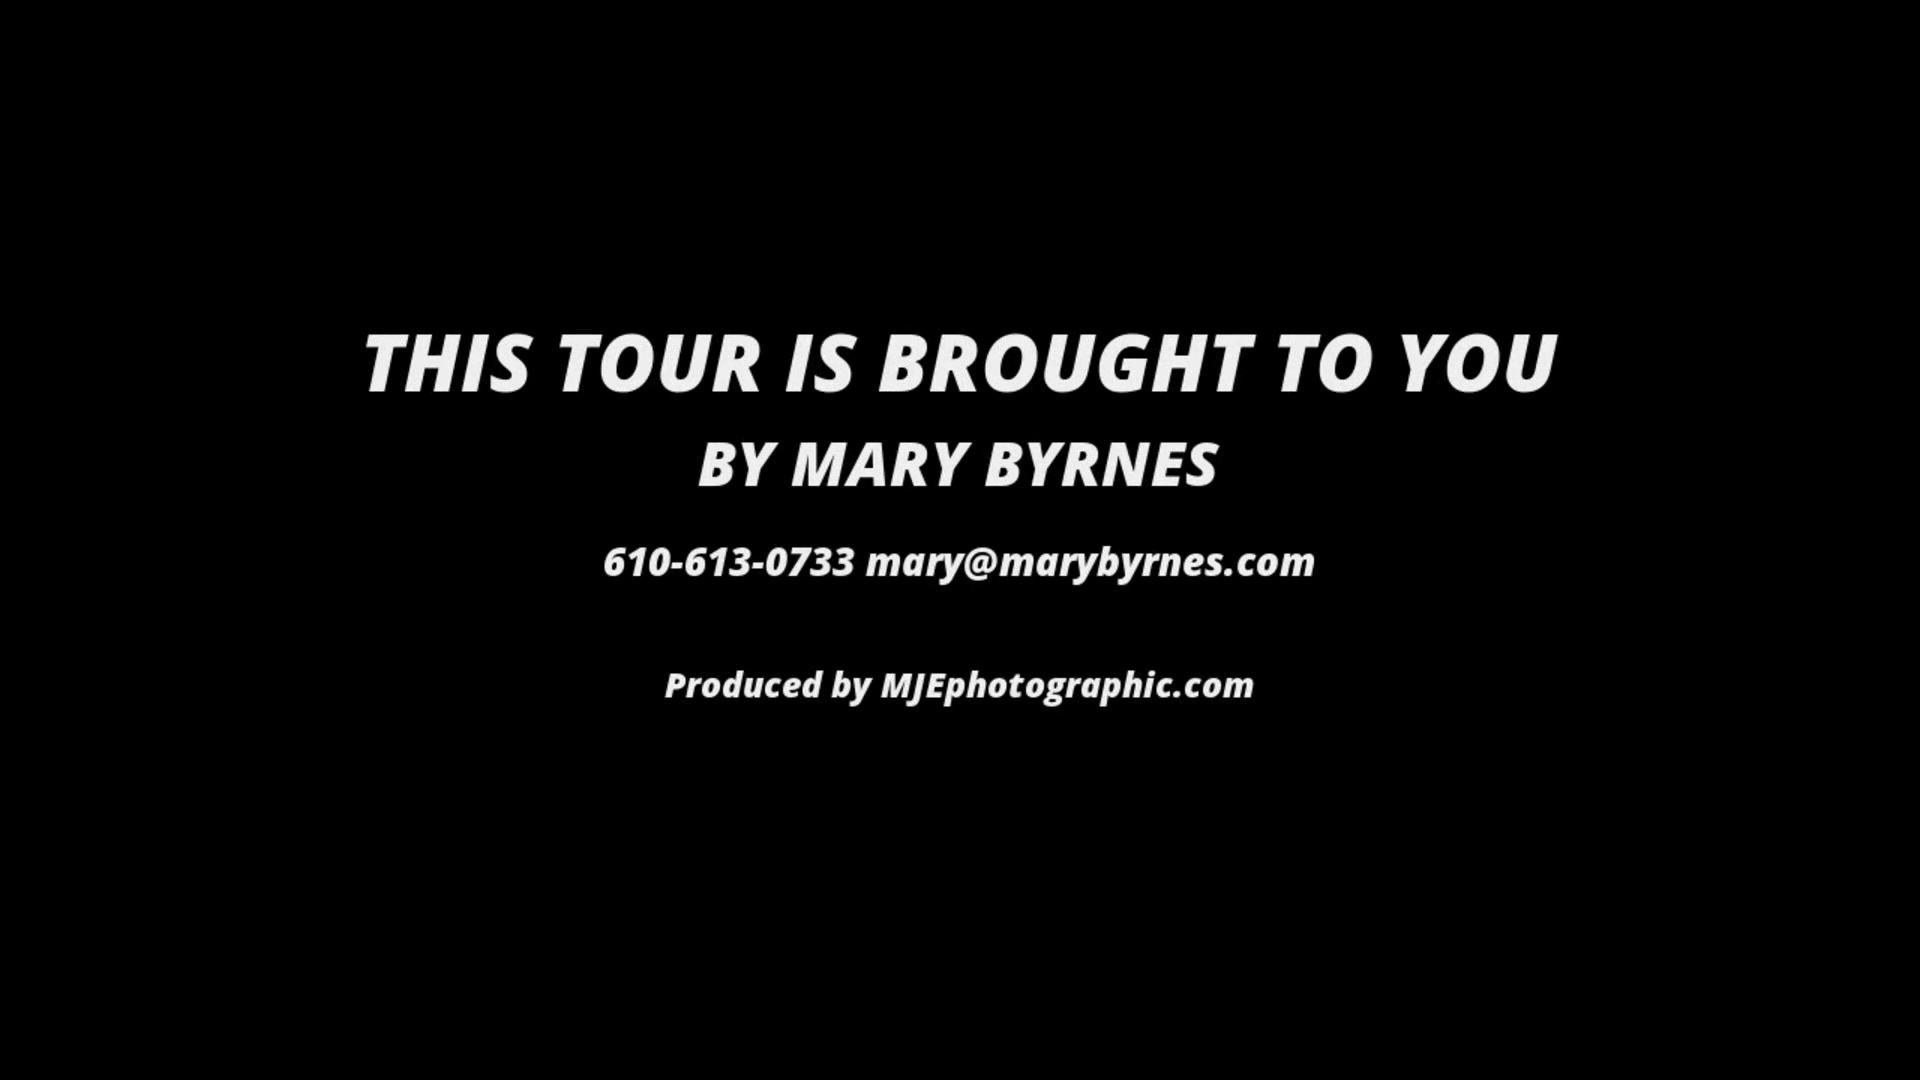 THIS TOUR IS BROUGHT TO YOU
BY MARY BYRNES
610-613-0733 mary@marybyrnes.com
Produced by MJEphotographic.com